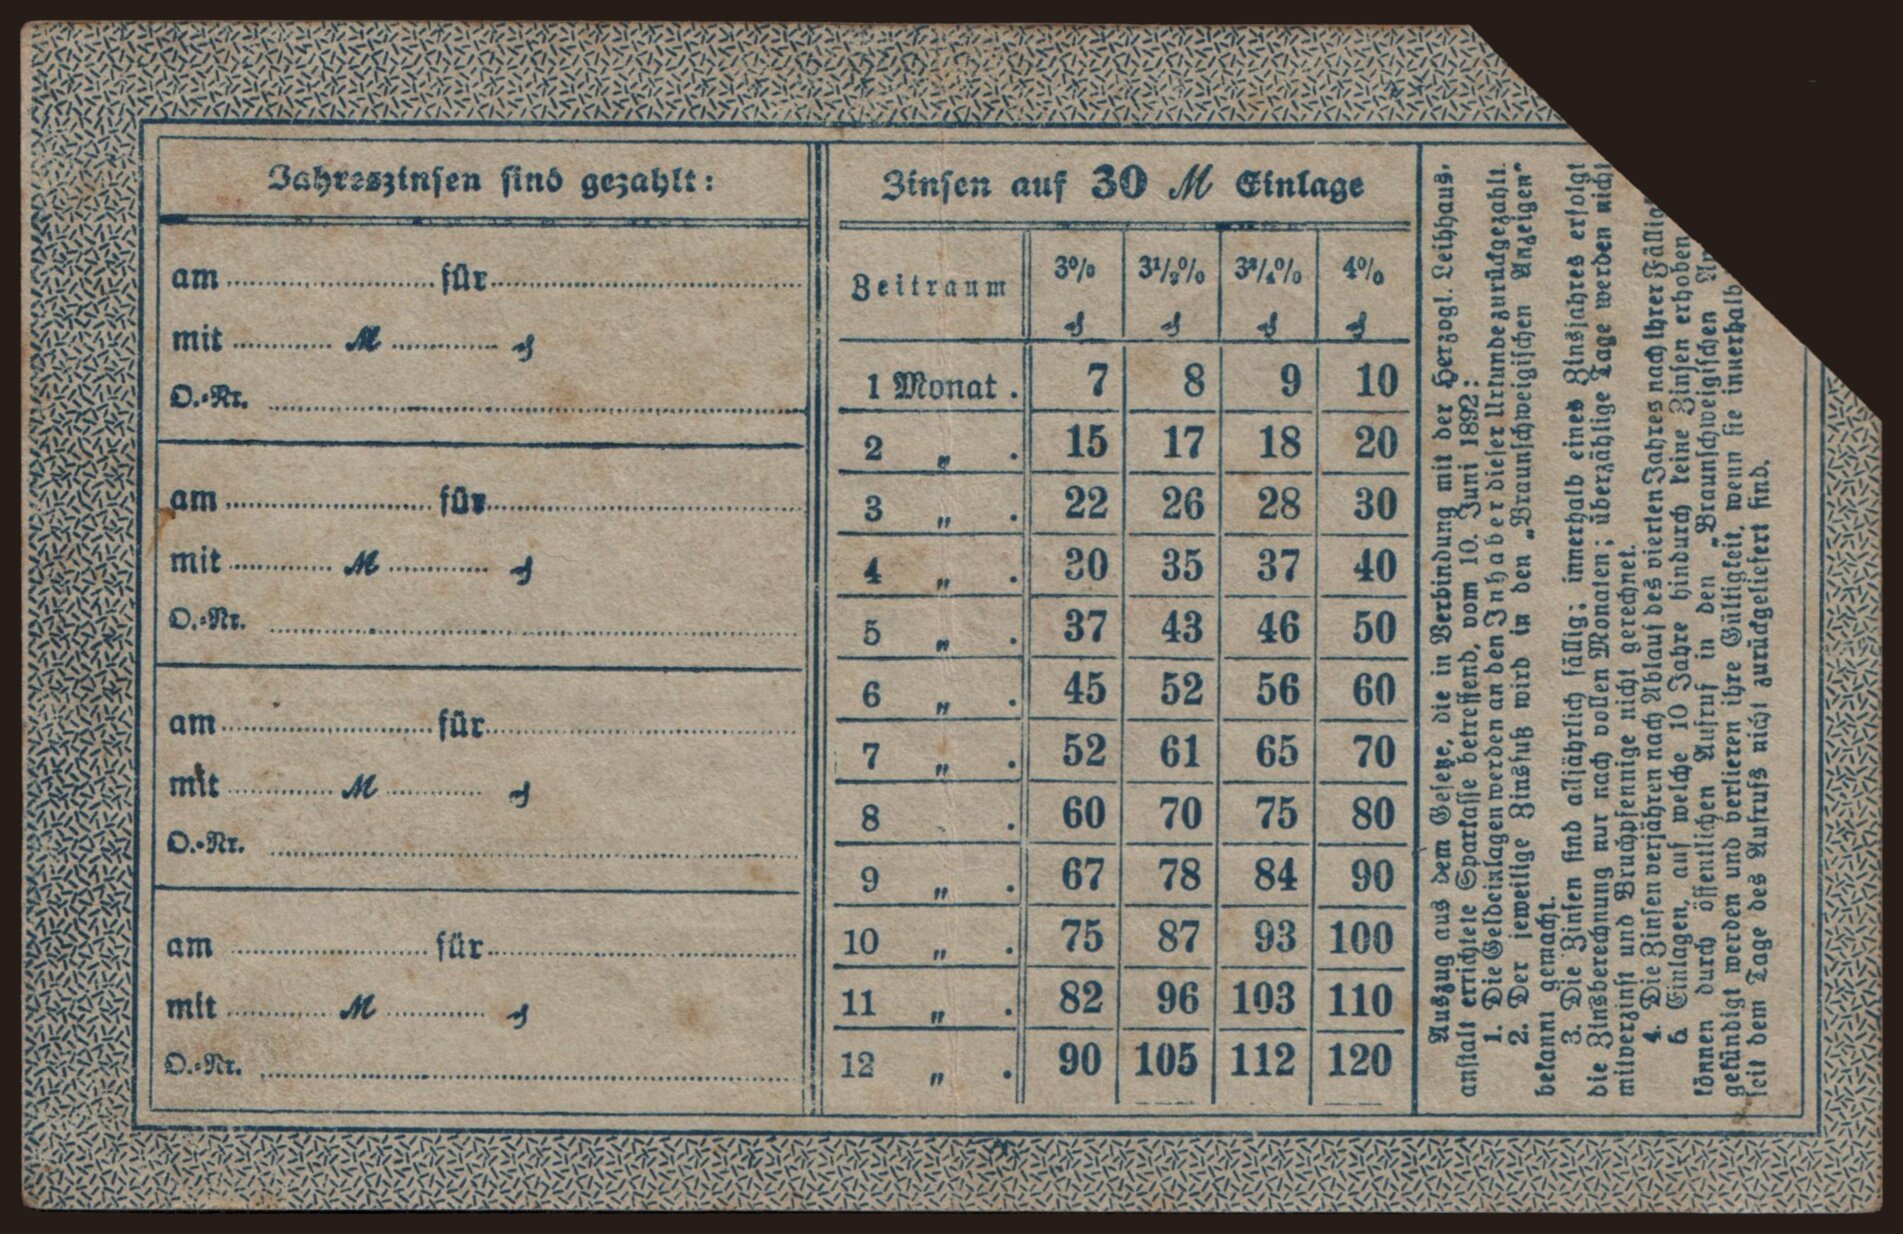 Jahreszinsen sind gezahlt:
am für
mit ℳ ₰
O.-Nr.
am für
mit ℳ ₰
O.-Nr.
am für
mit ℳ ₰
O.-Nr.
am für
mit ℳ ₰
O.-Nr.
Zinsen auf 30 ℳ Einlage
Zeitraum 3% 3½% 3¾% 4%
₰ ₰ ₰ ₰
1 Monat . 7 8 9 10
2 „ . 15 17 18 20
3 „ . 22 26 28 30
4 „ . 30 35 37 40
5 „ . 37 43 46 50
6 „ . 45 52 56 60
7 „ . 52 61 65 70
8 . 60 70 75 80
9 „ . 67 78 84 90
10 „ . 75 87 93 100
11 „ . 82 96 103 110
12 „ . 90 105 112 120
Auszug aus dem Gesetze, die in Verbindung mit der Herzogl. Leihhaus-
anstalt errichtete Sparkasse betreffend, vom 10. Juni 1892:
1. Die Geldeinlagen werden an den Inhaber dieser Urkunde zurückgezahlt.
2. Der jeweilige Zinsfuß wird in den „Braunschweigischen Anzeigen“
bekannt gemacht.
3. Die Zinsen sind alljährlich fällig; innerhalb eines Zinsjahres erfolgt
die Zinsberechnung nur nach vollen Monaten; überzählige Tage werden nicht
mitverzinst und Bruchpfennige nicht gerechnet.
4. Die Zinsen verjähren nach Ablauf des vierten Jahres nach ihrer
5. Einlagen, auf welche 10 Jahre hindurch keine Zinsen erhoben
können durch öffentlichen Aufruf in den „Braunschweigischen
gekündigt werden und verlieren ihre Gültigkeit, wenn sie innerhalb
seit dem Tage des Aufrufs nicht zurückgeliefert sind.